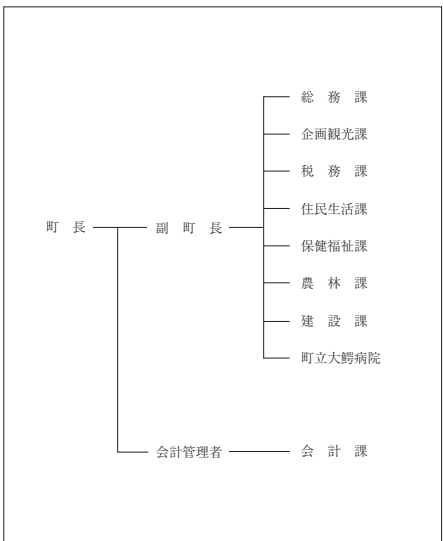 総　務　課
企画観光課
税　務　課
住民生活課
町　長　副　町　長
保健福祉課
農　林　課
建　設　課
町立大鰐病院
会計管理者　会　計　課